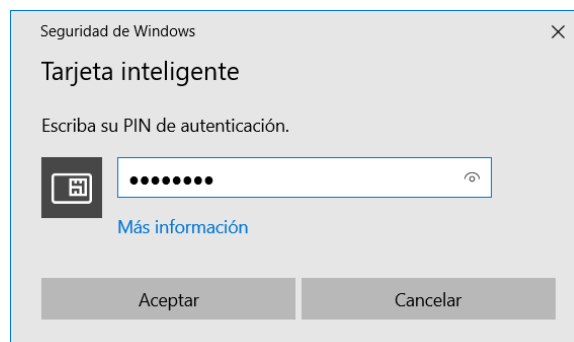 Seguridad de Windows
Tarjeta inteligente
Escriba su PIN de autenticación.
••••••••
Más información
Aceptar
Cancelar